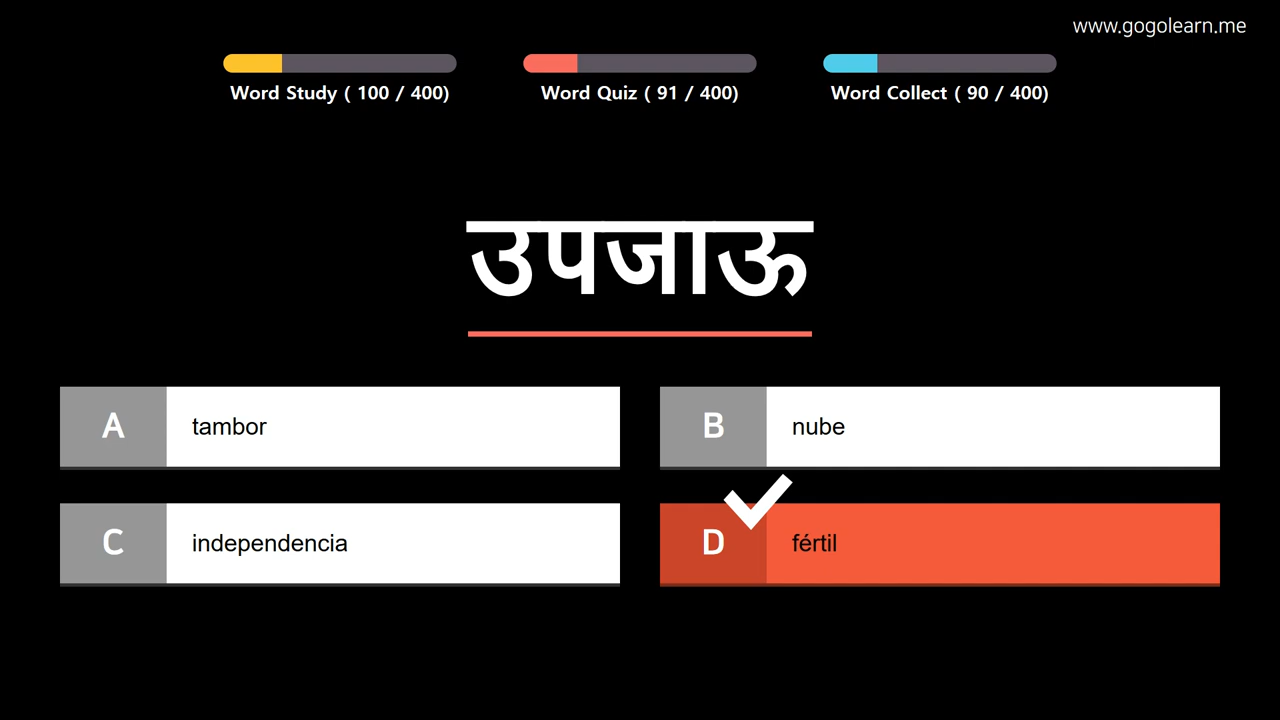 www.gogolearn.me
Word Study ( 100 / 400)
Word Quiz ( 91 / 400)
Word Collect ( 90 / 400)
उपजाऊ
A
tambor
B
nube
C
independencia
D
fértil